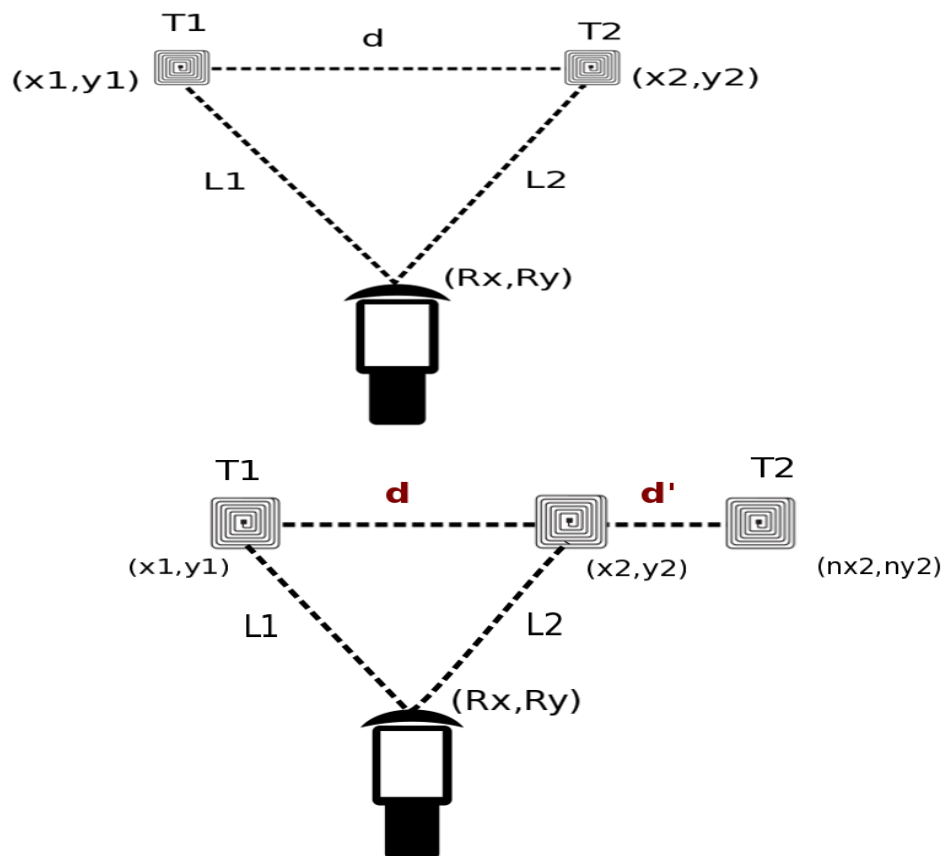 T1
d
T2
(x1,y1)
(x2,y2)
L1
L2
(Rx,Ry)
T1
d
d'
T2
(x1,y1)
(x2,y2)
(nx2,ny2)
L1
L2
(Rx,Ry)